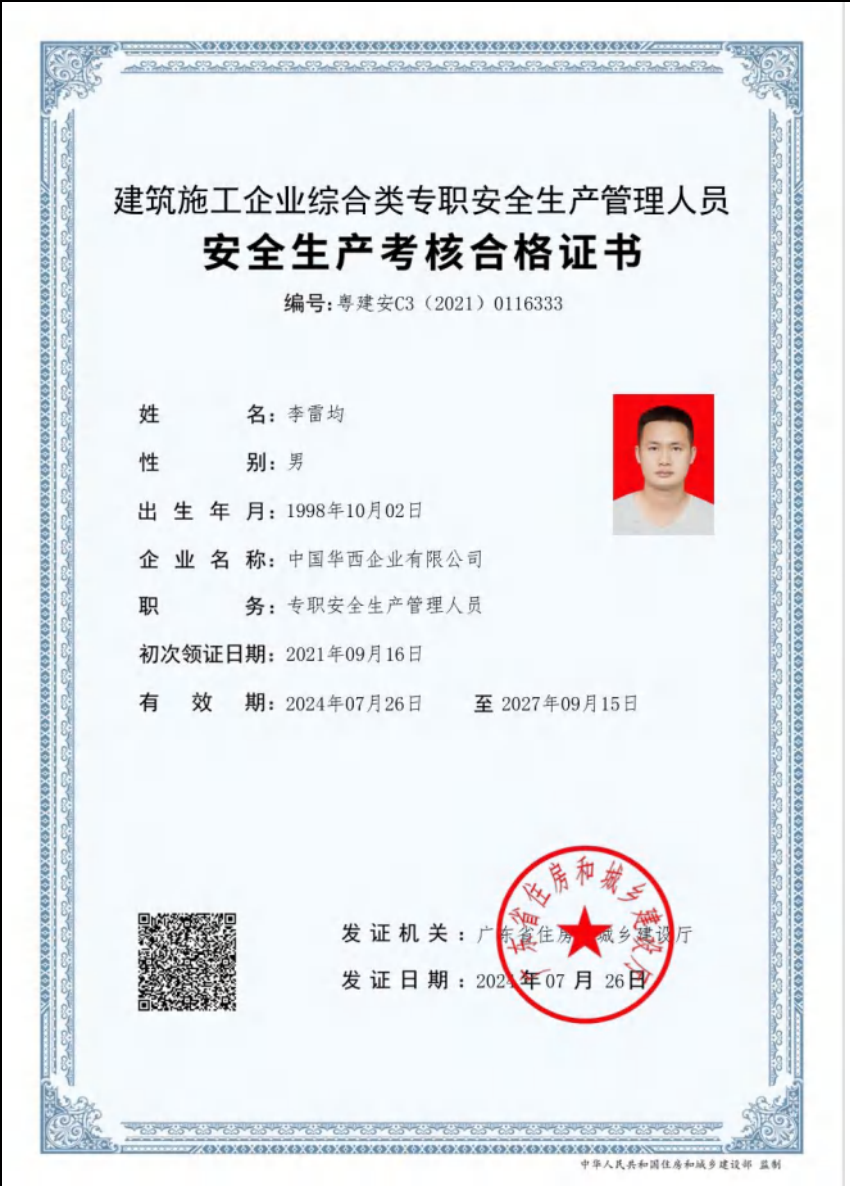 建筑施工企业综合类专职安全生产管理人员
安全生产考核合格证书
编号:粤建安C3（2021）0116333
姓名：李雷均
性别：男
出生年月：1998年10月02日
企业名称：中国华西企业有限公司
职务：专职安全生产管理人员
初次领证日期：2021年09月16日
有效期：2024年07月26日 至 2027年09月15日
广东省住房和城乡建设厅
发证机关：广东省住房和城乡建设厅
发证日期：2024年07月26日
中华人民共和国住房和城乡建设部 监制